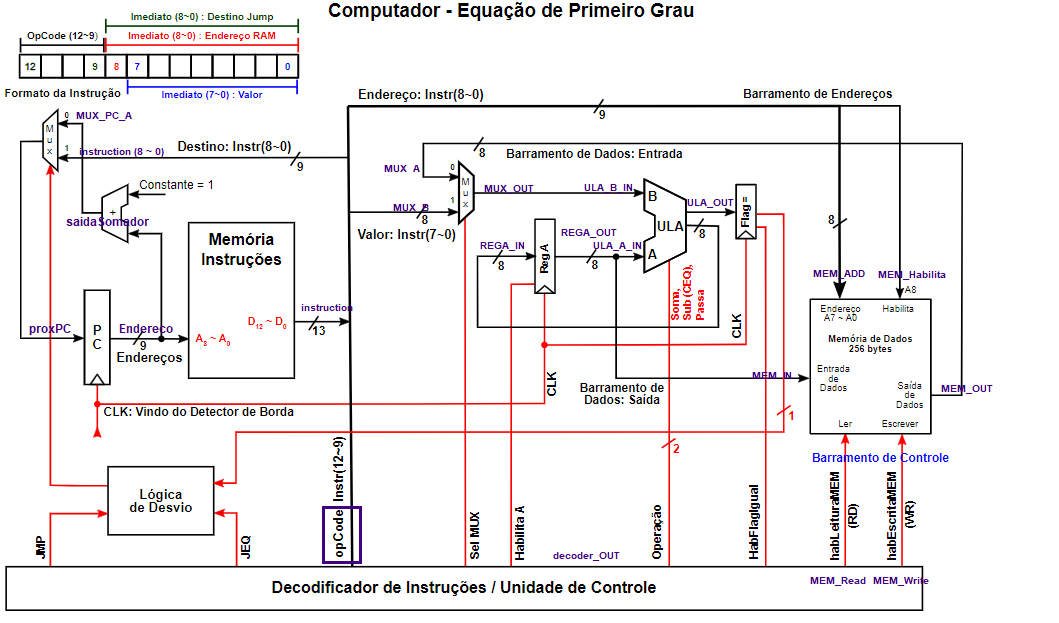 Computador - Equação de Primeiro Grau
Imediato (8~0) : Destino Jump
OpCode (12~9)
Imediato (8~0) : Endereço RAM
12
9
8
7
0
Formato da Instrução
Imediato (7~0) : Valor
Endereço: Instr(8~0)
Barramento de Endereços
9
0
MUX_PC_A
Mux
1
instruction (8 ~ 0)
Destino: Instr(8~0)
9
8
Barramento de Dados: Entrada
MUX_A
0
Mux
1
MUX_OUT
ULA_B_IN
MUX_B
8
Valor: Instr(7~0)
Constante = 1
+
saidaSomador
B
ULA
A
ULA_OUT
8
Flag =
8
REGA_IN
8
Reg A
REGA_OUT
ULA_A_IN
8
Memória
Instruções
D12 ~ D0
A8 ~ A0
instruction
13
proxPC
PC
Endereco
9
Endereços
Soma,
Sub (CEQ),
Passa
CLK
CLK
MEM_ADD
MEM_Habilita
A8
Endereço
A7 ~ A0
Habilita
Memória de Dados
256 bytes
Entrada
de
Dados
Saída
de
Dados
Ler
Escrever
MEM_IN
MEM_OUT
Barramento de
Dados: Saída
CLK: Vindo do Detector de Borda
1
2
Barramento de Controle
Lógica
de Desvio
JMP
JEQ
opCode
Instr(12~9)
Sel MUX
Habilita A
decoder_OUT
Operação
HabFlagIgual
habLeituraMEM
(RD)
habEscritaMEM
(WR)
MEM_Read
MEM_Write
Decodificador de Instruções / Unidade de Controle